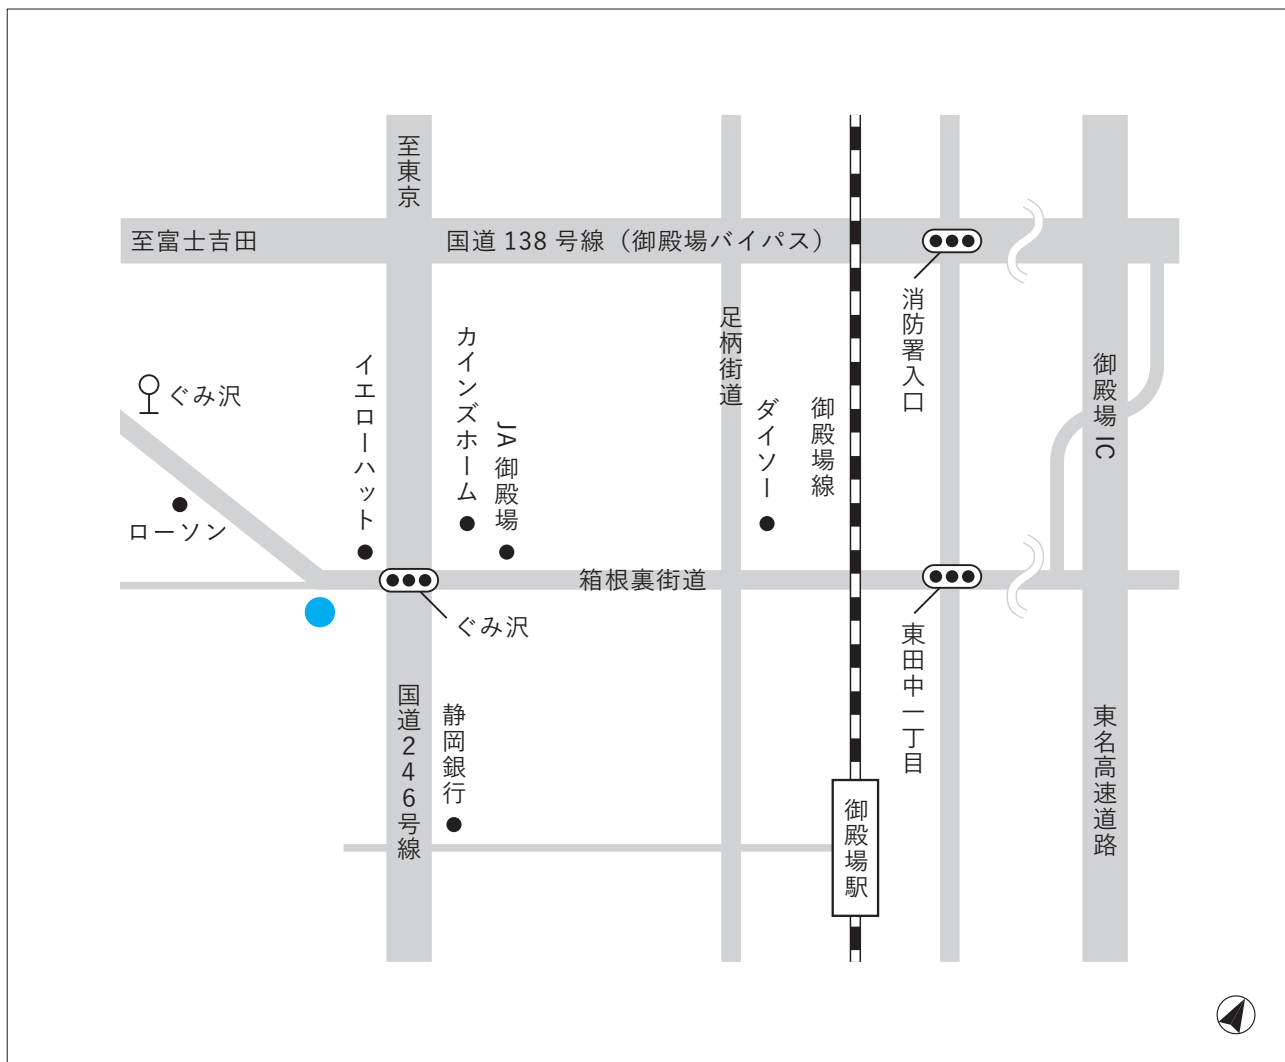 至東京
至富士吉田
国道 138 号線（御殿場バイパス）
消防署入口
足柄街道
カインズホーム
イエローハット
御殿場 IC
ぐみ沢
ダイソー
御殿場線
JA 御殿場
ローソン
箱根裏街道
ぐみ沢
東田中一丁目
国道246号線
静岡銀行
東名高速道路
御殿場駅